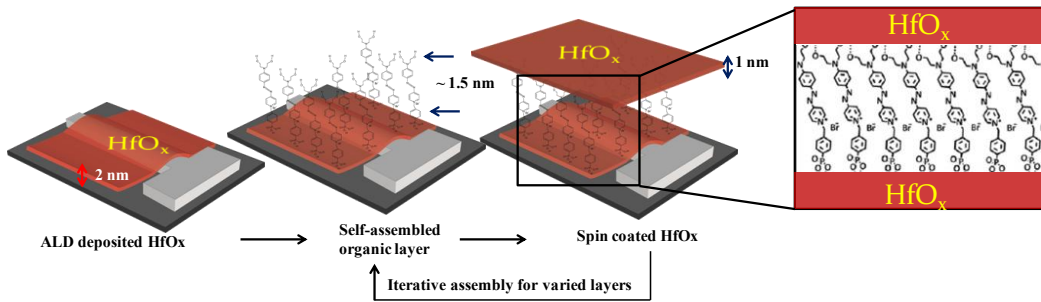 HfOx
2 nm
ALD deposited HfOx
~ 1.5 nm
Self-assembled
organic layer
HfOx
1 nm
Spin coated HfOx
Iterative assembly for varied layers
HfOx
Br Br Br Br Br Br
HfOx